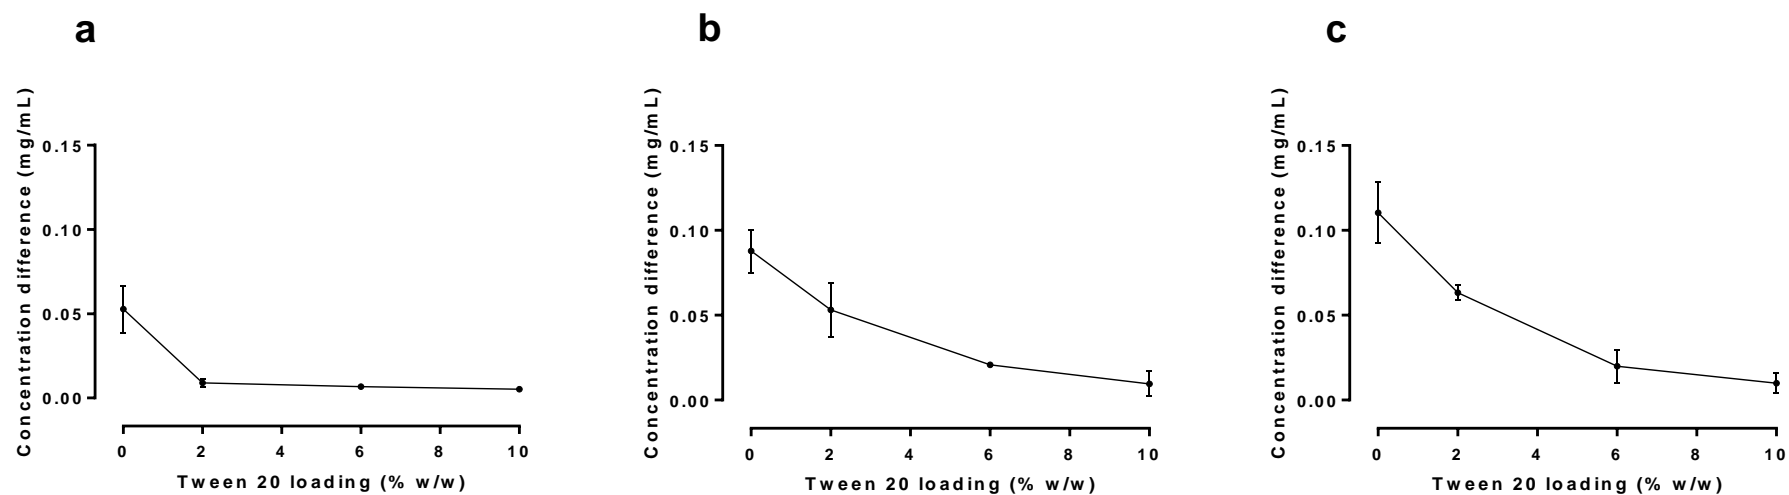 a
Concentration difference (mg/mL)
0.15
0.10
0.05
0.00
0 2 4 6 8 10
Tween 20 loading (% w/w)
b
Concentration difference (mg/mL)
0.15
0.10
0.05
0.00
0 2 4 6 8 10
Tween 20 loading (% w/w)
c
Concentration difference (mg/mL)
0.15
0.10
0.05
0.00
0 2 4 6 8 10
Tween 20 loading (% w/w)